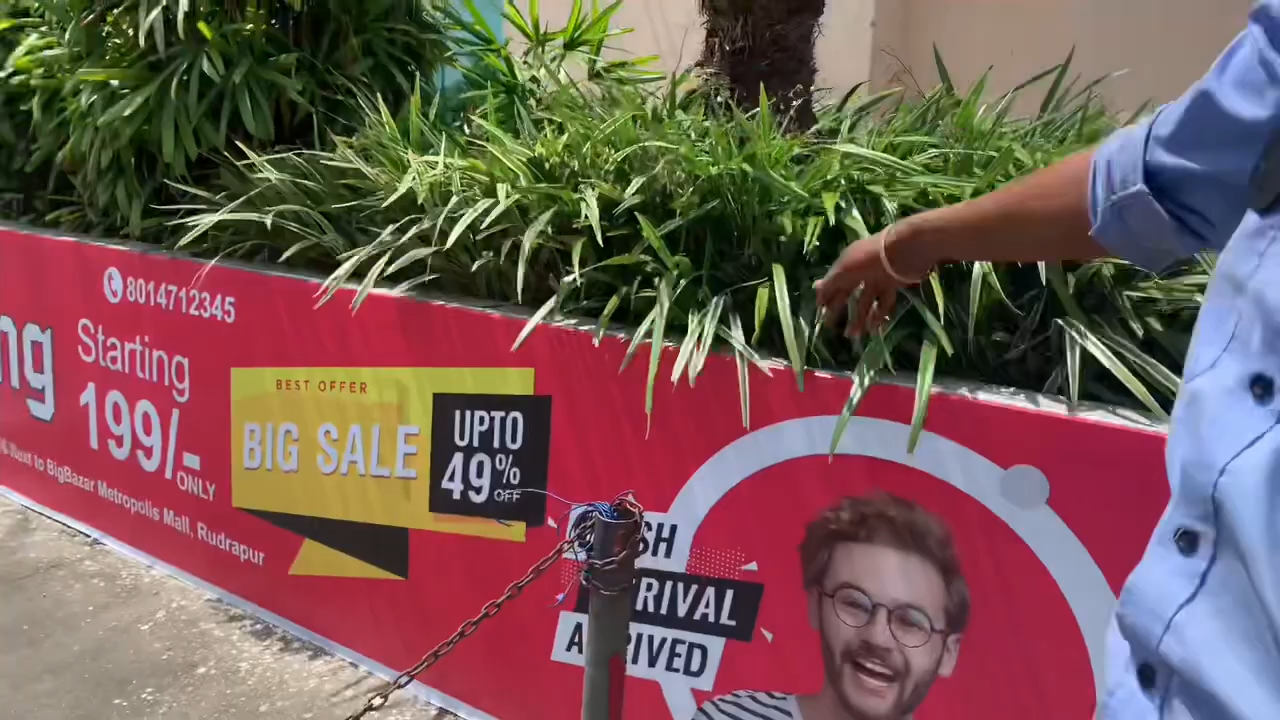 8014712345
ng
Starting
199/-
ONLY
Next to BigBazar Metropolis Mall, Rudrapur
BEST OFFER
BIG SALE
UPTO
49%
OFF
SH
RIVAL
A IVED